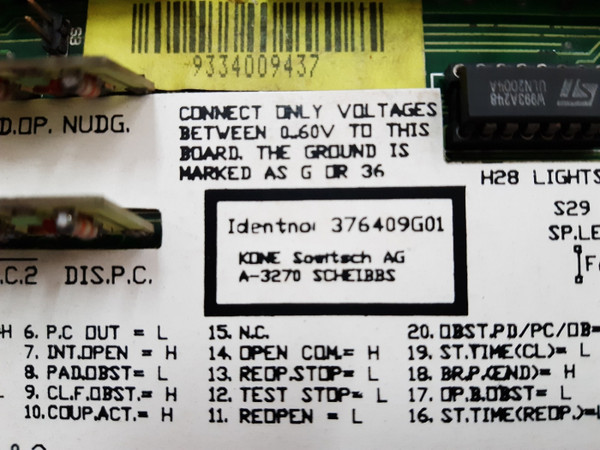 9334009437
CONNECT ONLY VOLTAGES
BETWEEN 0..60V TO THIS
BOARD. THE GROUND IS
MARKED AS G OR 36
D.OP. NUDG.
W993A248
ULN2004A
ST
H28 LIGHTS
S29
SP.LE
Identno: 376409G01
KONE Sowitsch AG
A-3270 SCHEIBBS
.C.2 DIS.P.C.
H 6. P.C OUT = L
7. INT.OPEN = H
8. PAD.OBST= L
9. CL.F.OBST.= H
10. COUP.ACT.= H
15. N.C.
14. OPEN COM.= H
13. REOP.STOP= L
12. TEST STOP= L
11. REOPEN = L
20. OBST.PD/PC/OB=
19. ST.TIME(CL)= L
18. BR.P.(END)= H
17. OP.B.OBST= L
16. ST.TIME(REOP.)=L